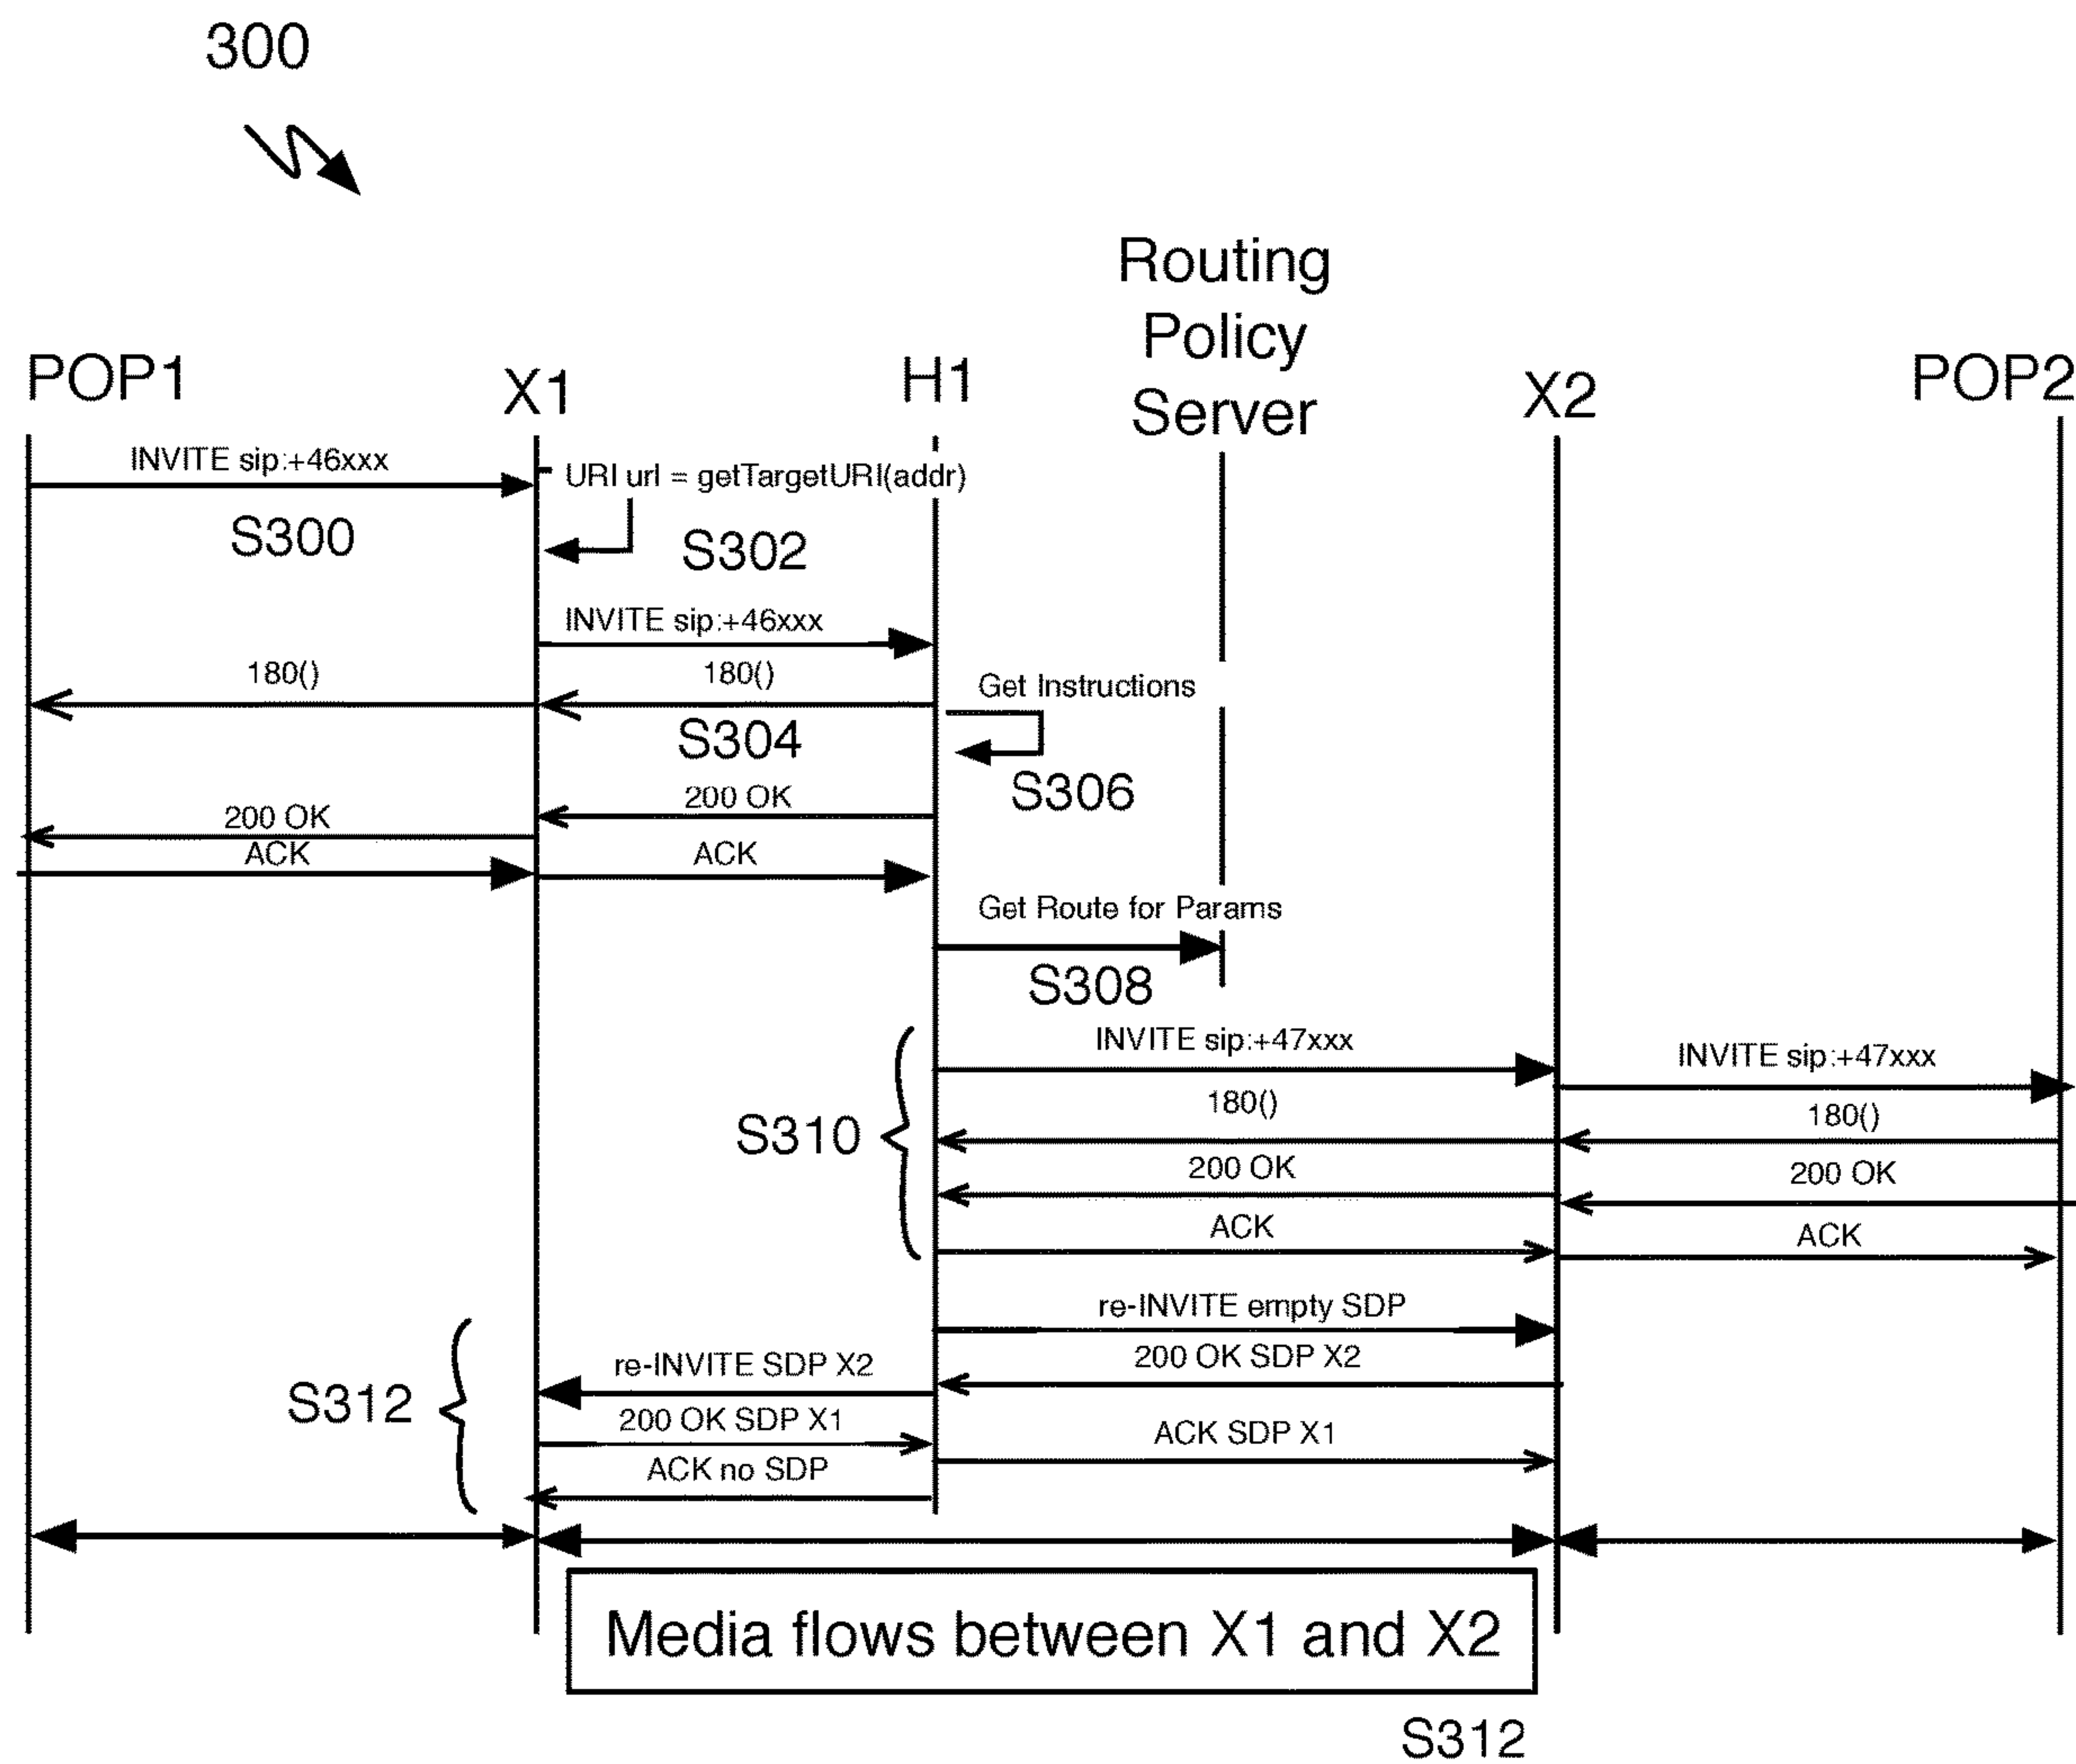 300
Routing
Policy
Server
POP1
X1
H1
X2
POP2
INVITE sip:+46xxx
URI url = getTargetURI(addr)
S300
S302
INVITE sip:+46xxx
180()
180()
Get Instructions
S304
S306
200 OK
200 OK
ACK
ACK
Get Route for Params
S308
INVITE sip:+47xxx
INVITE sip:+47xxx
180()
180()
S310
200 OK
200 OK
ACK
ACK
re-INVITE empty SDP
200 OK SDP X2
re-INVITE SDP X2
S312
200 OK SDP X1
ACK SDP X1
ACK no SDP
Media flows between X1 and X2
S312